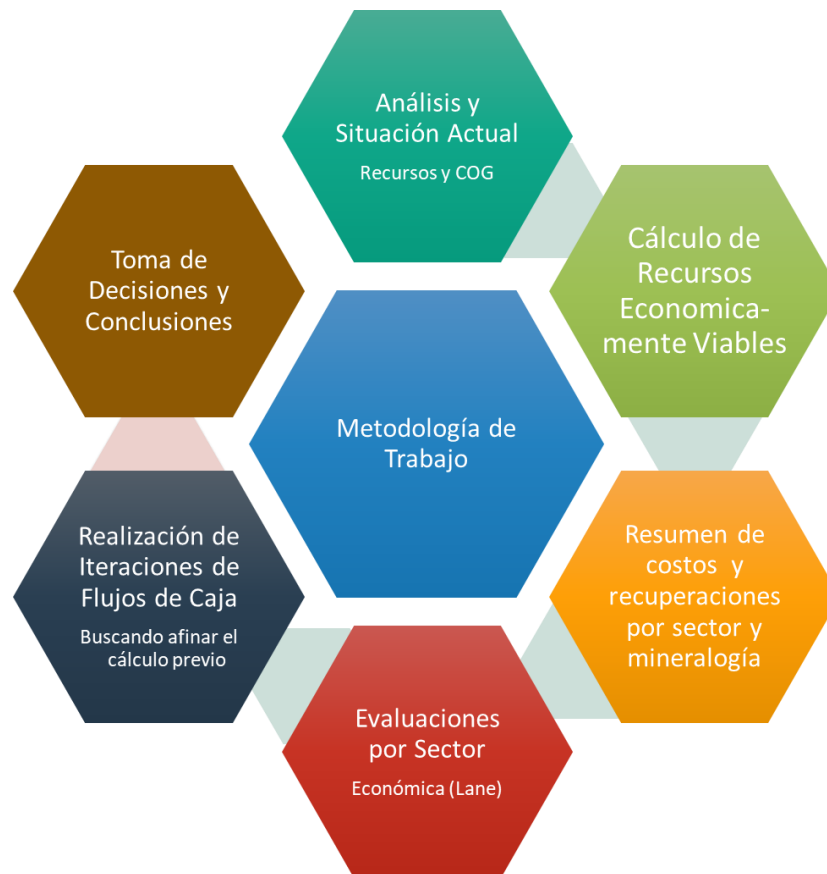 Análisis y
Situación Actual
Recursos y COG
Cálculo de
Recursos
Economica-
mente Viables
Resumen de
costos y
recuperaciones
por sector y
mineralogía
Evaluaciones
por Sector
Económica (Lane)
Realización de
Iteraciones de
Flujos de Caja
Buscando afinar el
cálculo previo
Toma de
Decisiones y
Conclusiones
Metodología de
Trabajo